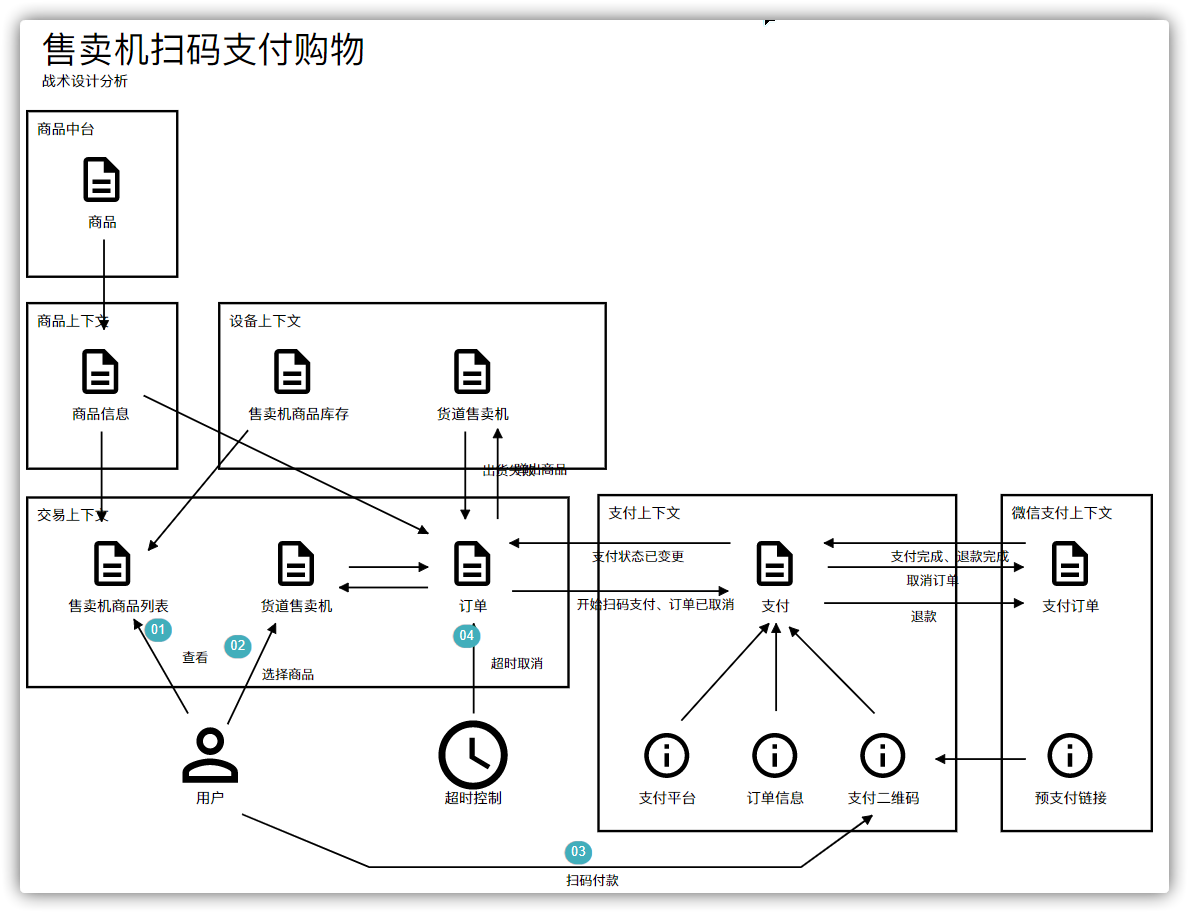 售卖机扫码支付购物
战术设计分析
商品中台
商品
商品上下文
商品信息
设备上下文
售卖机商品库存
货道售卖机
出货失败
弹出商品
交易上下文
售卖机商品列表
货道售卖机
订单
01
查看
02
选择商品
04
超时取消
用户
超时控制
支付上下文
支付状态已变更
开始扫码支付、订单已取消
支付
支付平台
订单信息
支付二维码
微信支付上下文
支付完成、退款完成
取消订单
退款
支付订单
预支付链接
03
扫码付款